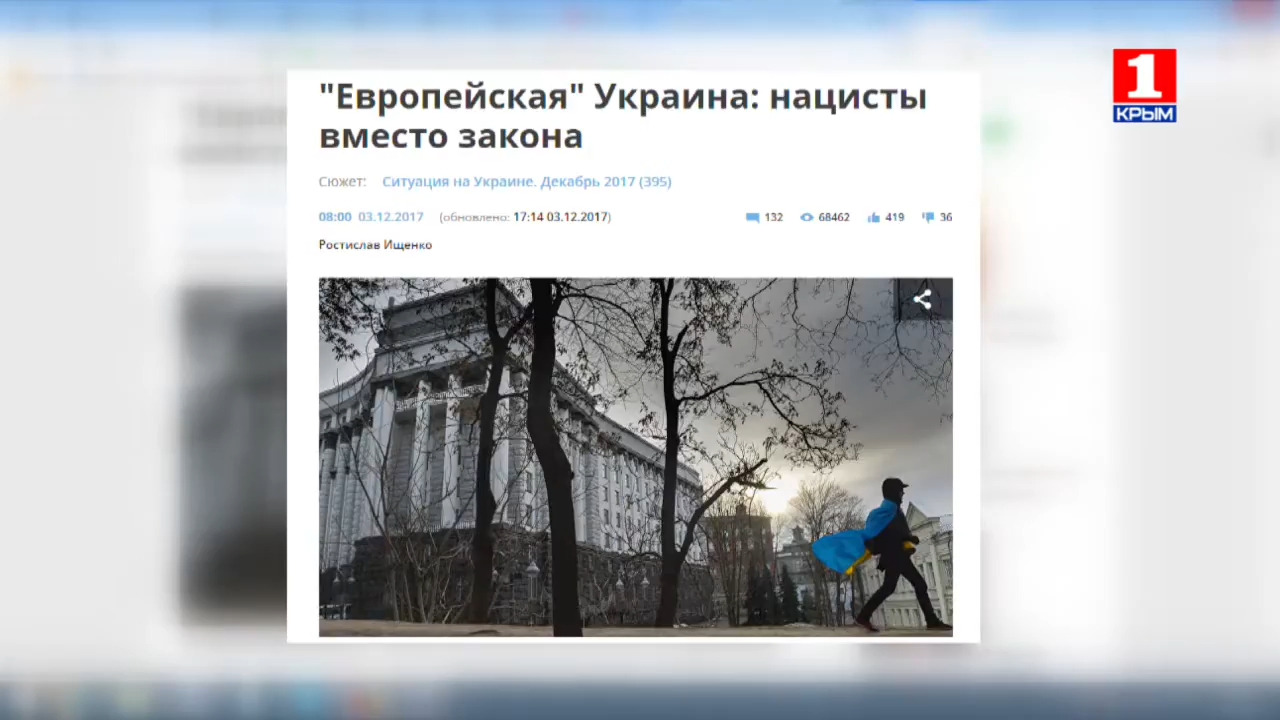 "Европейская" Украина: нацисты
вместо закона
Сюжет: Ситуация на Украине. Декабрь 2017 (395)
08:00 03.12.2017 (обновлено: 17:14 03.12.2017) 132 68462 419 36
Ростислав Ищенко
1
КРЫМ